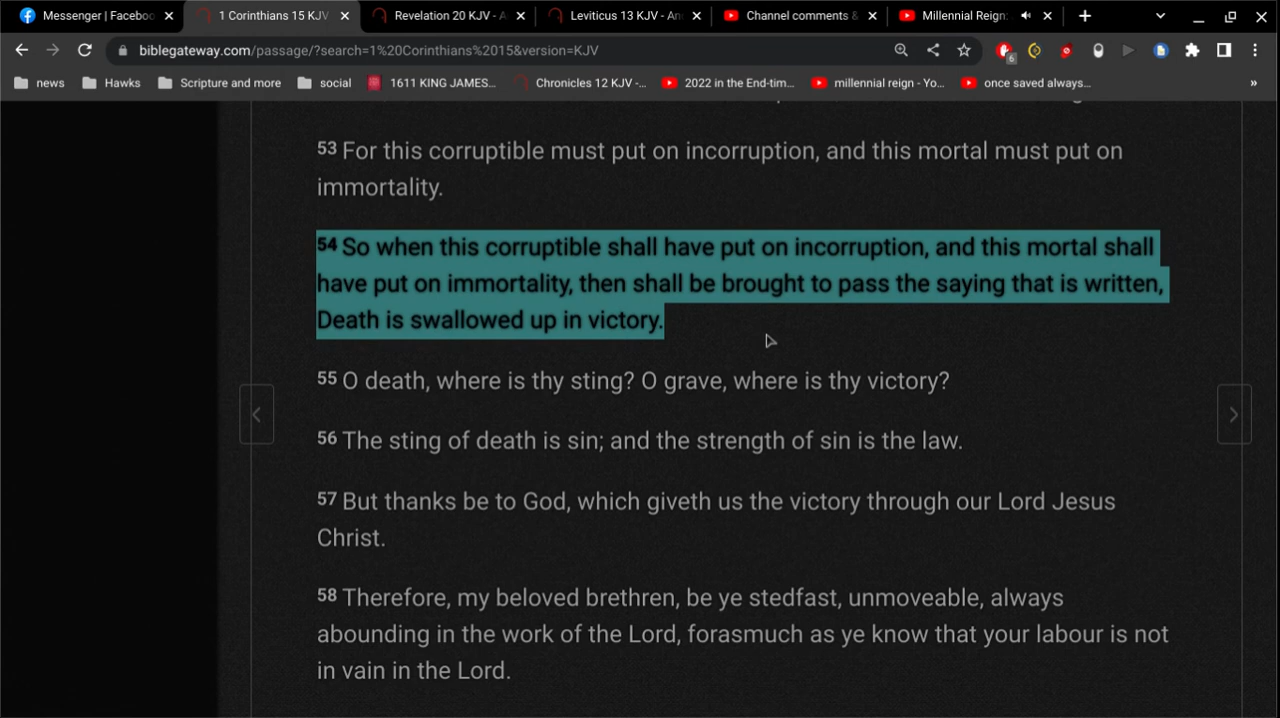 Messenger | Faceboo
1 Corinthians 15 KJV
Revelation 20 KJV - A
Leviticus 13 KJV - An
Channel comments &
Millennial Reign:
biblegateway.com/passage/?search=1%20Corinthians%2015&version=KJV
6
news
Hawks
Scripture and more
social
1611 KING JAMES...
Chronicles 12 KJV -...
2022 in the End-tim...
millennial reign - Yo...
once saved always...
»
53 For this corruptible must put on incorruption, and this mortal must put on
immortality.
54 So when this corruptible shall have put on incorruption, and this mortal shall
have put on immortality, then shall be brought to pass the saying that is written,
Death is swallowed up in victory.
55 O death, where is thy sting? O grave, where is thy victory?
56 The sting of death is sin; and the strength of sin is the law.
57 But thanks be to God, which giveth us the victory through our Lord Jesus
Christ.
58 Therefore, my beloved brethren, be ye stedfast, unmoveable, always
abounding in the work of the Lord, forasmuch as ye know that your labour is not
in vain in the Lord.